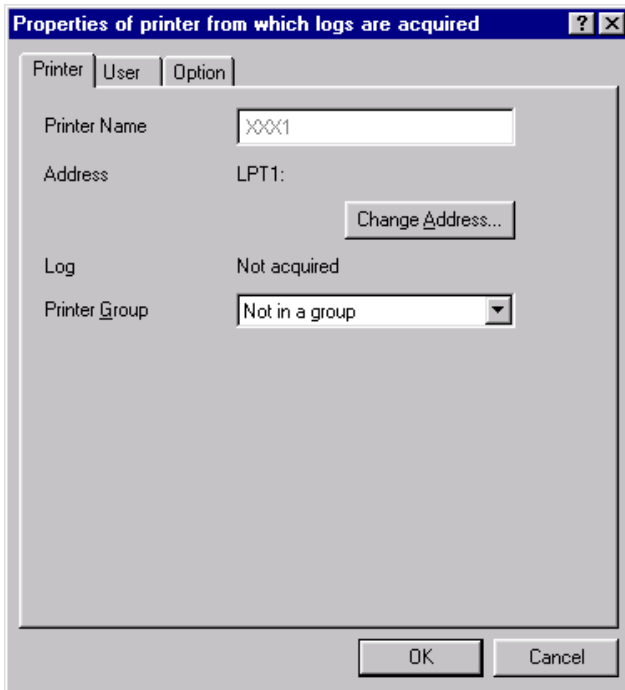 Properties of printer from which logs are acquired
Printer User Option
Printer Name XXX1
Address LPT1:
Change Address...
Log Not acquired
Printer Group Not in a group
OK Cancel